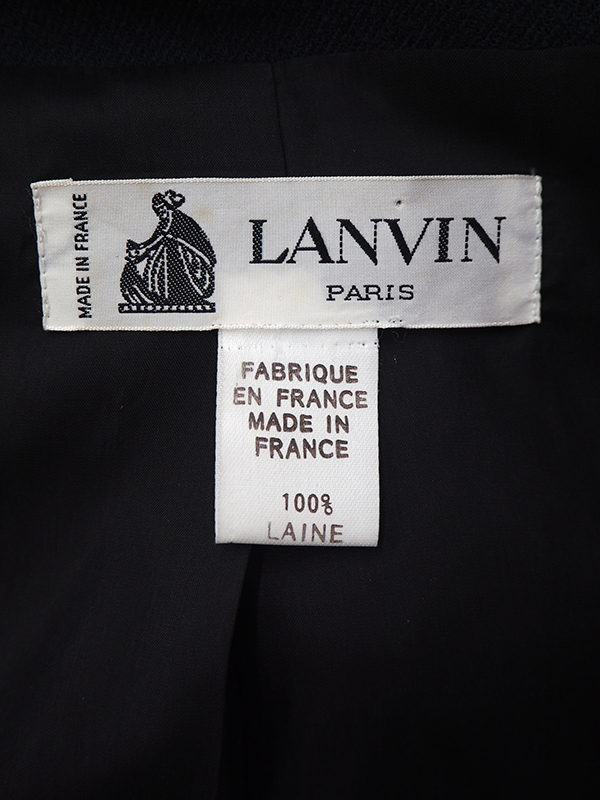 MADE IN FRANCE
LANVIN
PARIS
FABRIQUE
EN FRANCE
MADE IN
FRANCE
100%
LAINE